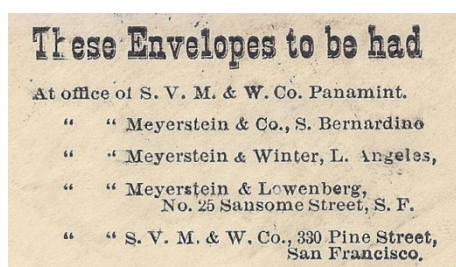 These Envelopes to be had
At office of S. V. M. & W. Co. Panamint.
“ “ Meyerstein & Co., S. Bernardino
“ “ Meyerstein & Winter, L. Angeles,
“ “ Meyerstein & Lowenberg,
No. 25 Sansome Street, S. F.
“ “ S. V. M. & W. Co., 330 Pine Street,
San Francisco.